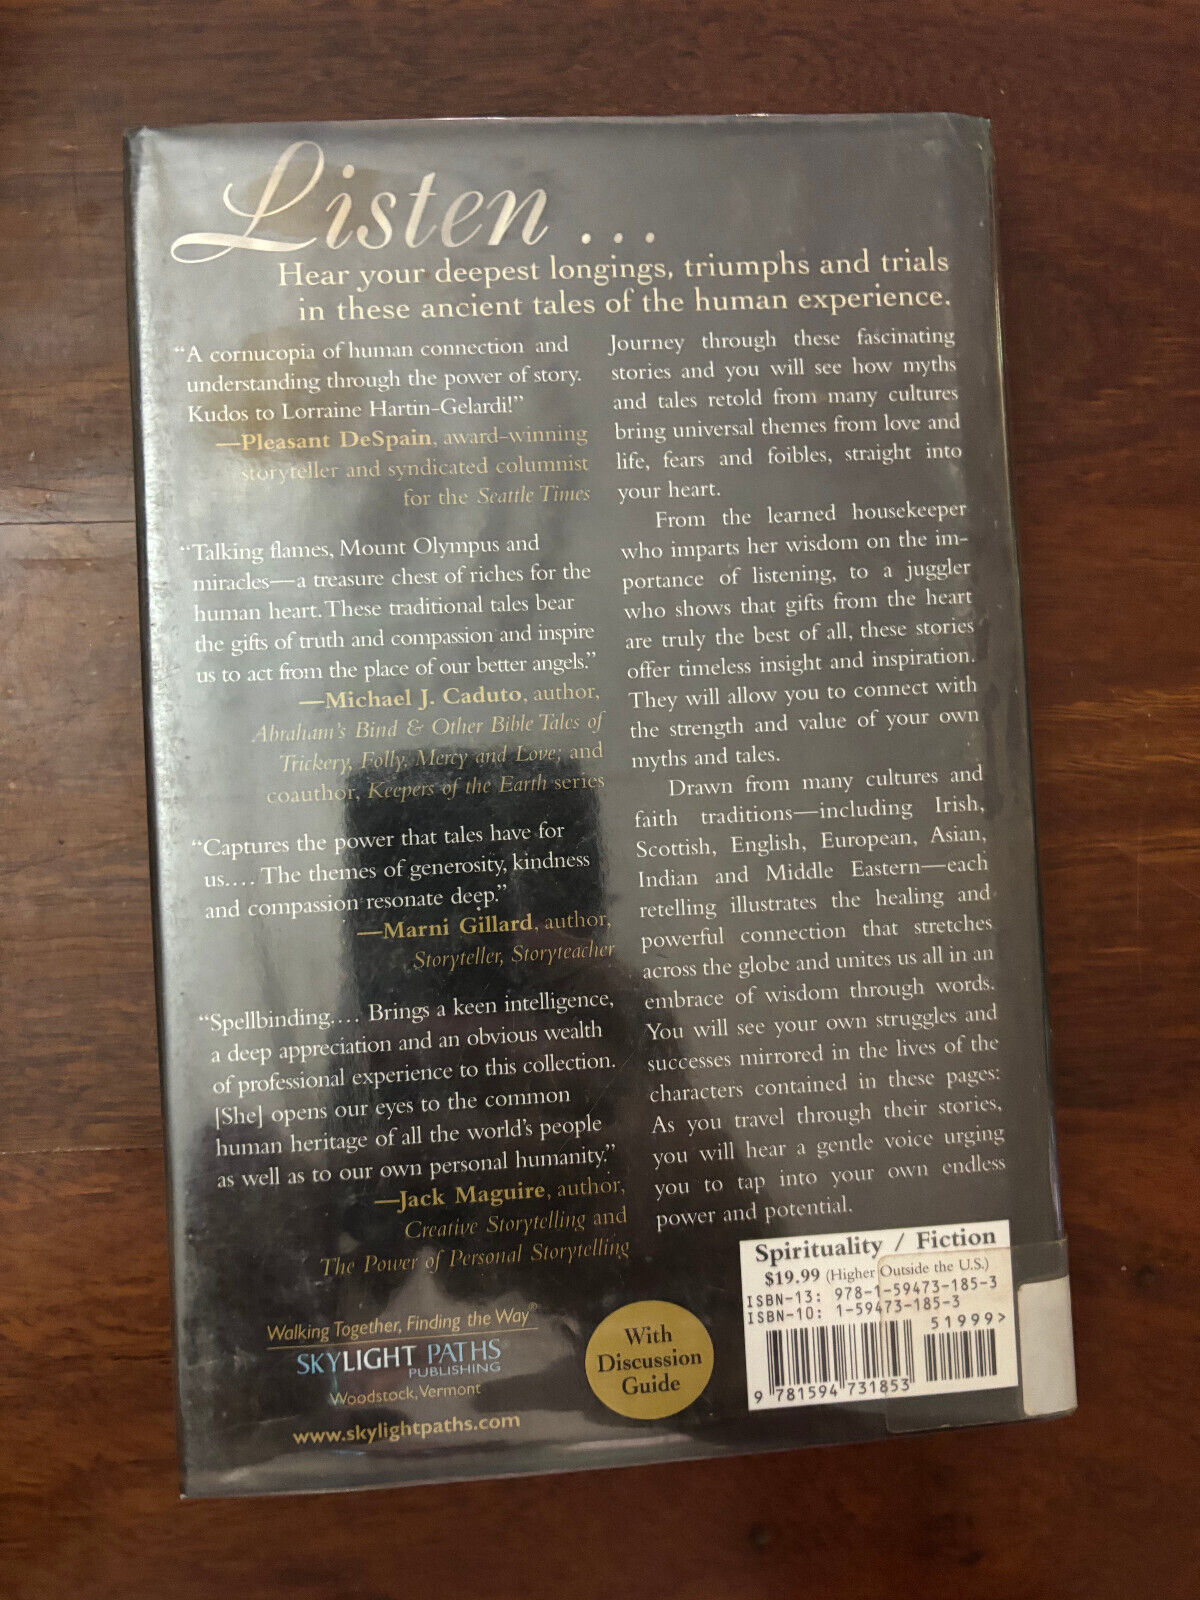 Listen ...
Hear your deepest longings, triumphs and trials
in these ancient tales of the human experience.
“A cornucopia of human connection and
understanding through the power of story.
Kudos to Lorraine Hartin-Gelardi!”
—Pleasant DeSpain, award-winning
storyteller and syndicated columnist
for the Seattle Times
“Talking flames, Mount Olympus and
miracles—a treasure chest of riches for the
human heart. These traditional tales bear
the gifts of truth and compassion and inspire
us to act from the place of our better angels.”
—Michael J. Caduto, author,
Abraham's Bind & Other Bible Tales of
Trickery, Folly, Mercy and Love; and
coauthor, Keepers of the Earth series
“Captures the power that tales have for
us.... The themes of generosity, kindness
and compassion resonate deep.”
—Marni Gillard, author,
Storyteller, Storyteacher
“Spellbinding.... Brings a keen intelligence,
a deep appreciation and an obvious wealth
of professional experience to this collection.
[She] opens our eyes to the common
human heritage of all the world's people
as well as to our own personal humanity.”
—Jack Maguire, author,
Creative Storytelling and
The Power of Personal Storytelling
Journey through these fascinating
stories and you will see how myths
and tales retold from many cultures
bring universal themes from love and
life, fears and foibles, straight into
your heart.
From the learned housekeeper
who imparts her wisdom on the im-
portance of listening, to a juggler
who shows that gifts from the heart
are truly the best of all, these stories
offer timeless insight and inspiration.
They will allow you to connect with
the strength and value of your own
myths and tales.
Drawn from many cultures and
faith traditions—including Irish,
Scottish, English, European, Asian,
Indian and Middle Eastern—each
retelling illustrates the healing and
powerful connection that stretches
across the globe and unites us all in an
embrace of wisdom through words.
You will see your own struggles and
successes mirrored in the lives of the
characters contained in these pages:
As you travel through their stories,
you will hear a gentle voice urging
you to tap into your own endless
power and potential.
Walking Together, Finding the Way®
SKYLIGHT PATHS
PUBLISHING
Woodstock, Vermont
www.skylightpaths.com
With
Discussion
Guide
Spirituality / Fiction
$19.99 (Higher Outside the U.S.)
ISBN-13: 978-1-59473-185-3
ISBN-10: 1-59473-185-3
51999>
9 781594 731853